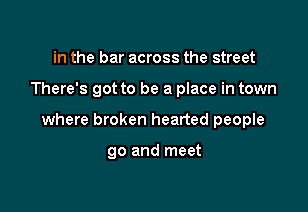 in the bar across the street
There's got to be a place in town
where broken hearted people
go and meet